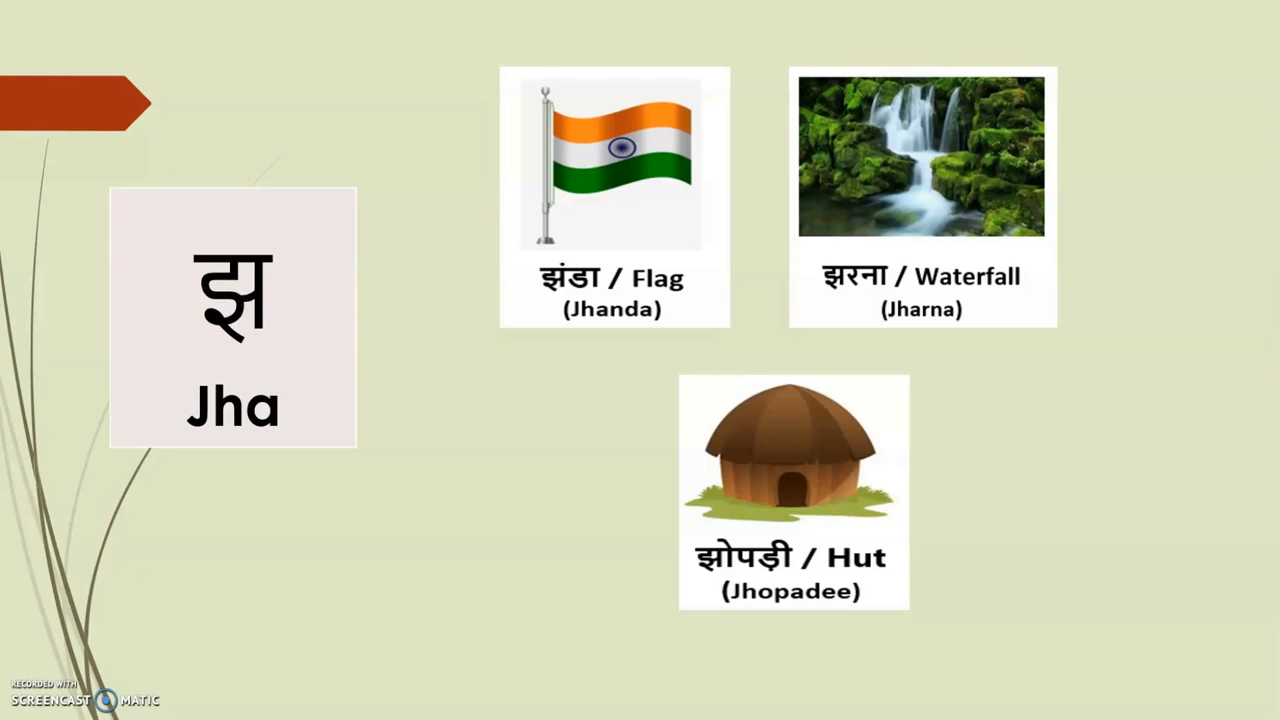 झ
Jha
झंडा / Flag
(Jhanda)
झरना / Waterfall
(Jharna)
झोपड़ी / Hut
(Jhopadee)
RECORDED WITH
SCREENCAST MATIC